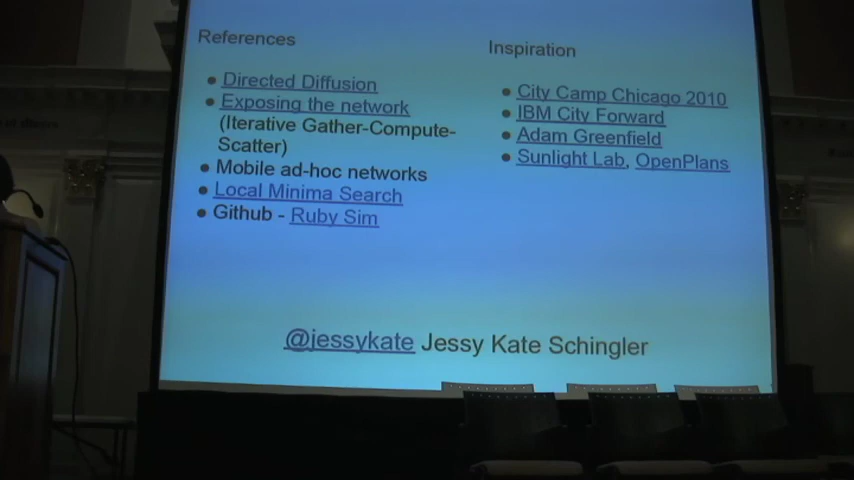 References
Directed Diffusion
Exposing the network
(Iterative Gather-Compute-
Scatter)
Mobile ad-hoc networks
Local Minima Search
Github - Ruby Sim
Inspiration
City Camp Chicago 2010
IBM City Forward
Adam Greenfield
Sunlight Lab, OpenPlans
@jessykate Jessy Kate Schingler